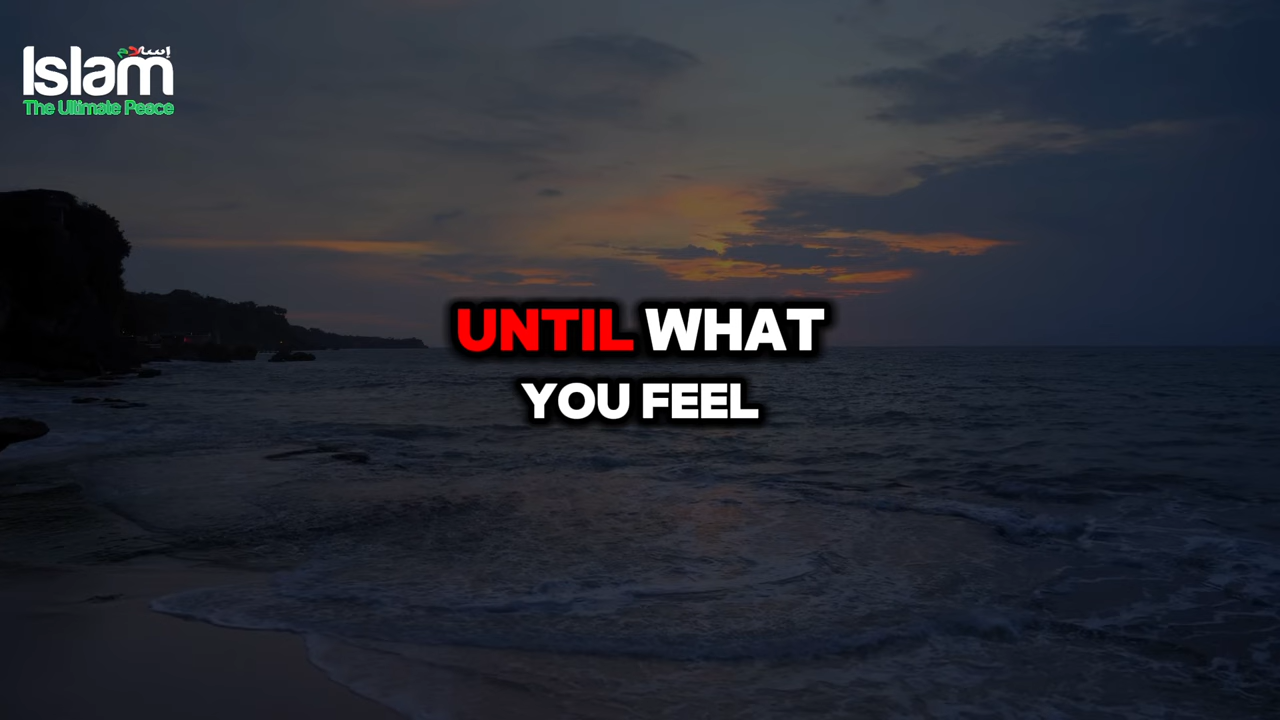 إسلام
Islam
The Ultimate Peace
UNTIL WHAT
YOU FEEL